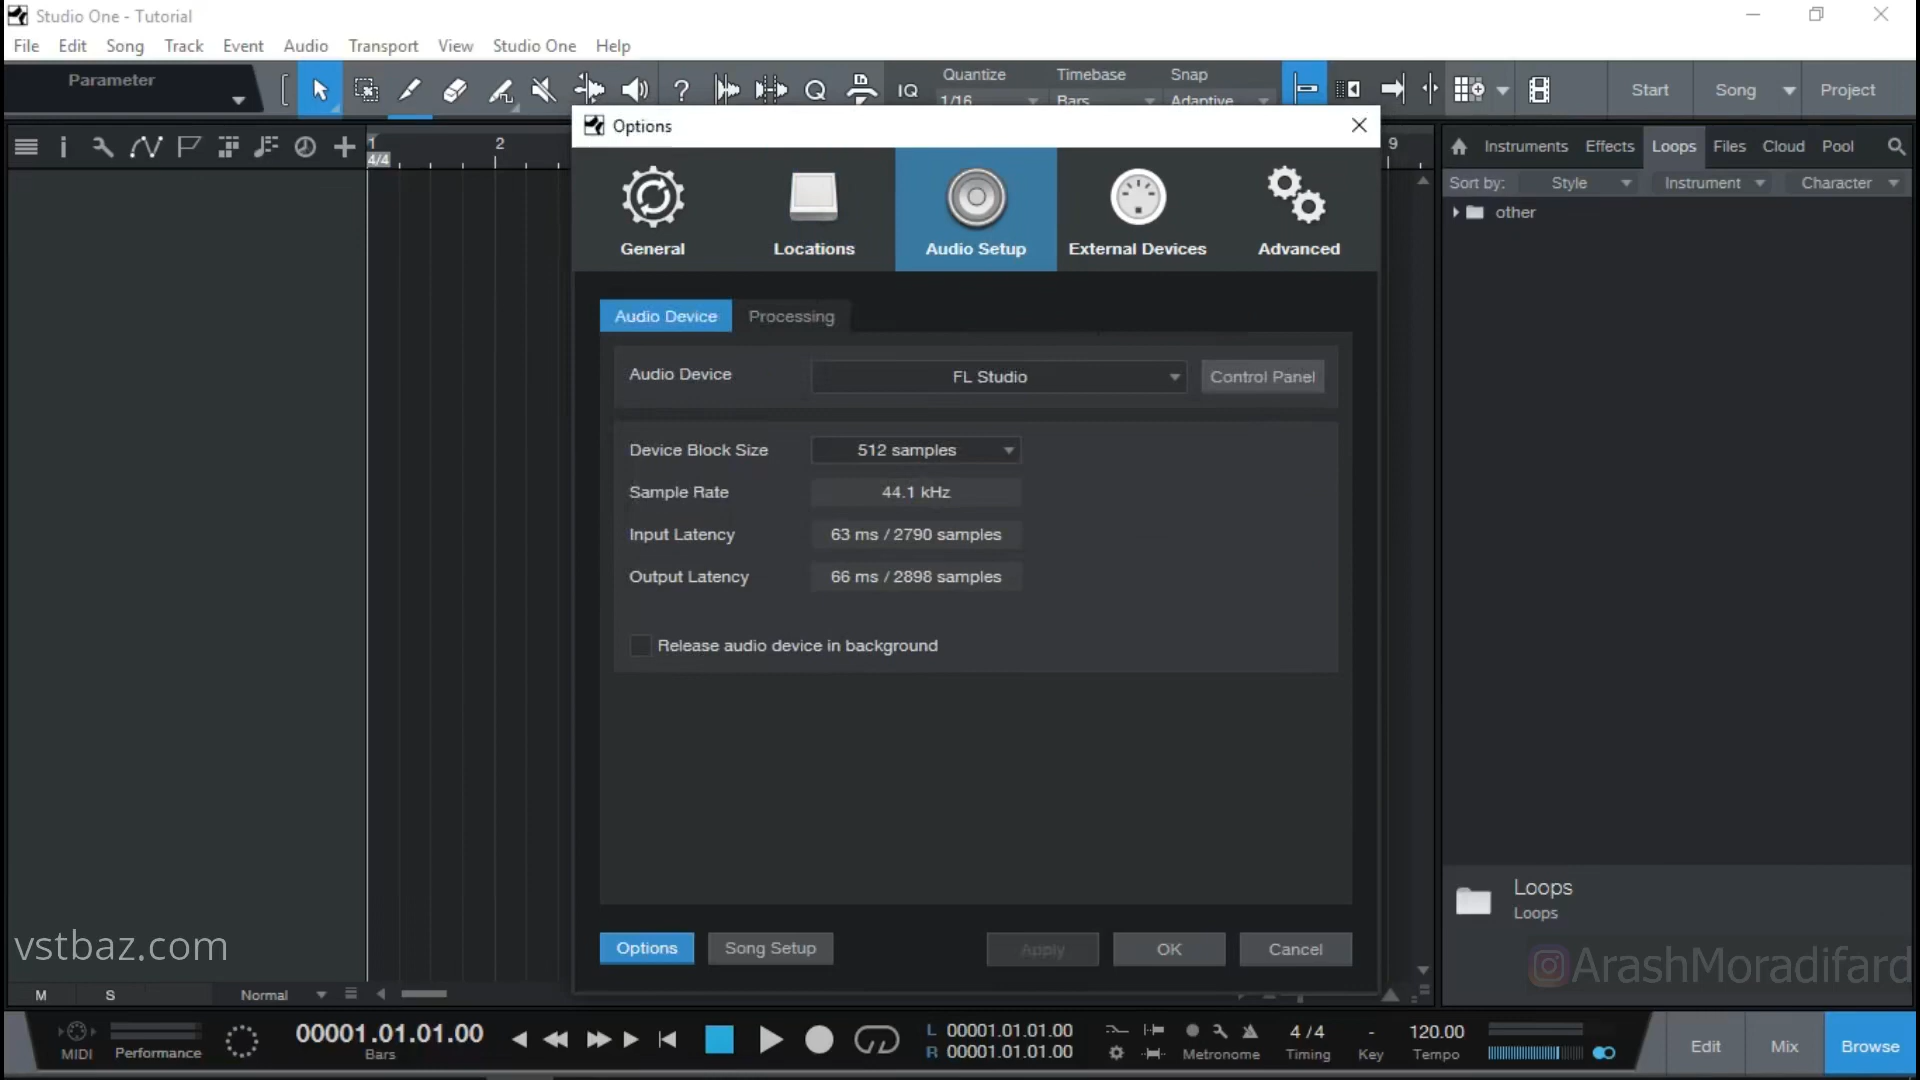 Studio One - Tutorial
File Edit Song Track Event Audio Transport View Studio One Help
Parameter
IQ
Quantize Timebase Snap
1/16 Bars Adaptive
Start Song Project
Options
1 2 9
4/4
General Locations Audio Setup External Devices Advanced
Instruments Effects Loops Files Cloud Pool
Sort by: Style Instrument Character
other
Audio Device Processing
Audio Device FL Studio Control Panel
Device Block Size 512 samples
Sample Rate 44.1 kHz
Input Latency 63 ms / 2790 samples
Output Latency 66 ms / 2898 samples
Release audio device in background
Loops
Loops
Options Song Setup Apply OK Cancel
vstbaz.com
ArashMoradifard
M S Normal
MIDI Performance
00001.01.01.00
Bars
L 00001.01.01.00
R 00001.01.01.00
Metronome
4 / 4
Timing
-
Key
120.00
Tempo
Edit Mix Browse